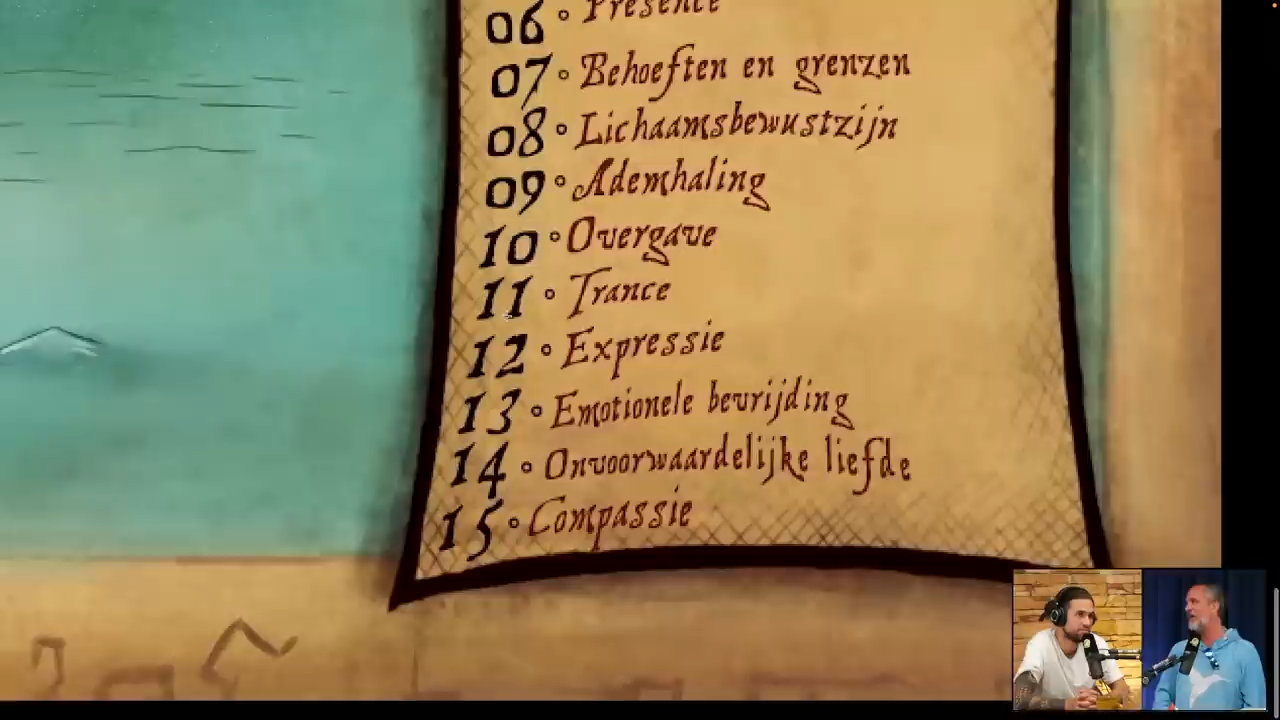 06 ° Presence
07 ° Behoeften en grenzen
08 ° Lichaamsbewustzijn
09 ° Ademhaling
10 ° Overgave
11 ° Trance
12 ° Expressie
13 ° Emotionele bevrijding
14 ° Onvoorwaardelijke liefde
15 ° Compassie